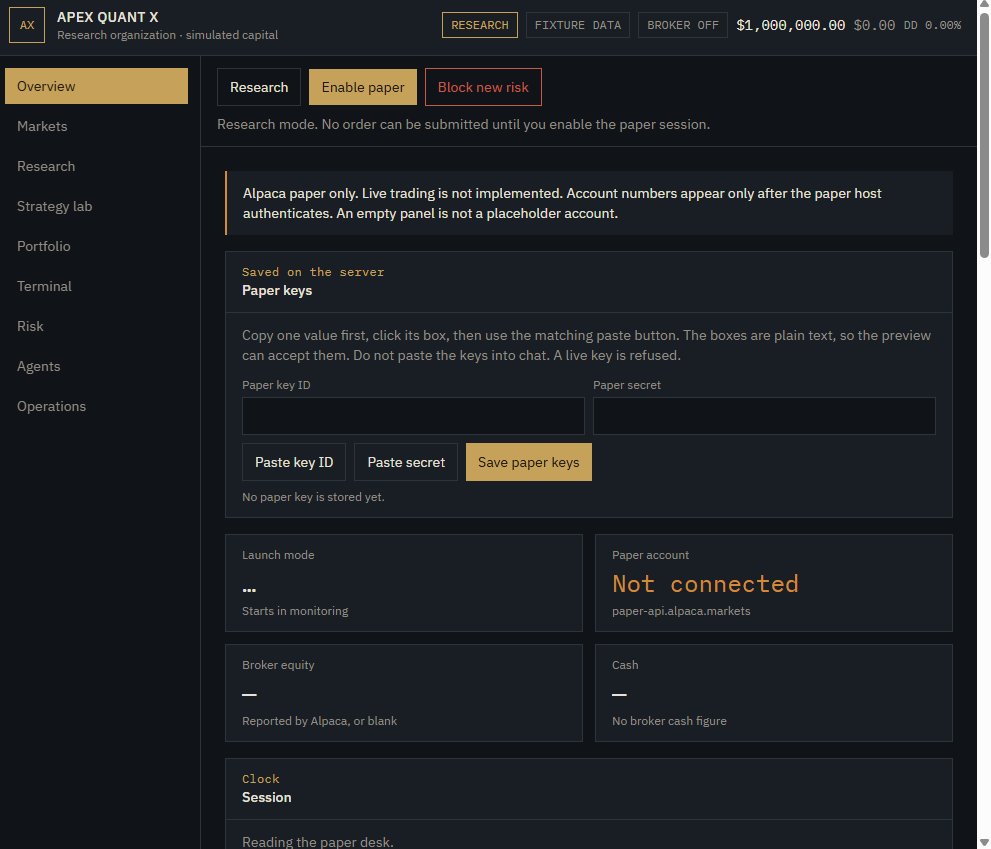 AX
APEX QUANT X
Research organization · simulated capital
RESEARCH
FIXTURE DATA
BROKER OFF
$1,000,000.00
$0.00
DD 0.00%
Overview
Markets
Research
Strategy lab
Portfolio
Terminal
Risk
Agents
Operations
Research
Enable paper
Block new risk
Research mode. No order can be submitted until you enable the paper session.
Alpaca paper only. Live trading is not implemented. Account numbers appear only after the paper host
authenticates. An empty panel is not a placeholder account.
Saved on the server
Paper keys
Copy one value first, click its box, then use the matching paste button. The boxes are plain text, so the preview
can accept them. Do not paste the keys into chat. A live key is refused.
Paper key ID
Paper secret
Paste key ID
Paste secret
Save paper keys
No paper key is stored yet.
Launch mode
…
Starts in monitoring
Paper account
Not connected
paper-api.alpaca.markets
Broker equity
—
Reported by Alpaca, or blank
Cash
—
No broker cash figure
Clock
Session
Reading the paper desk.